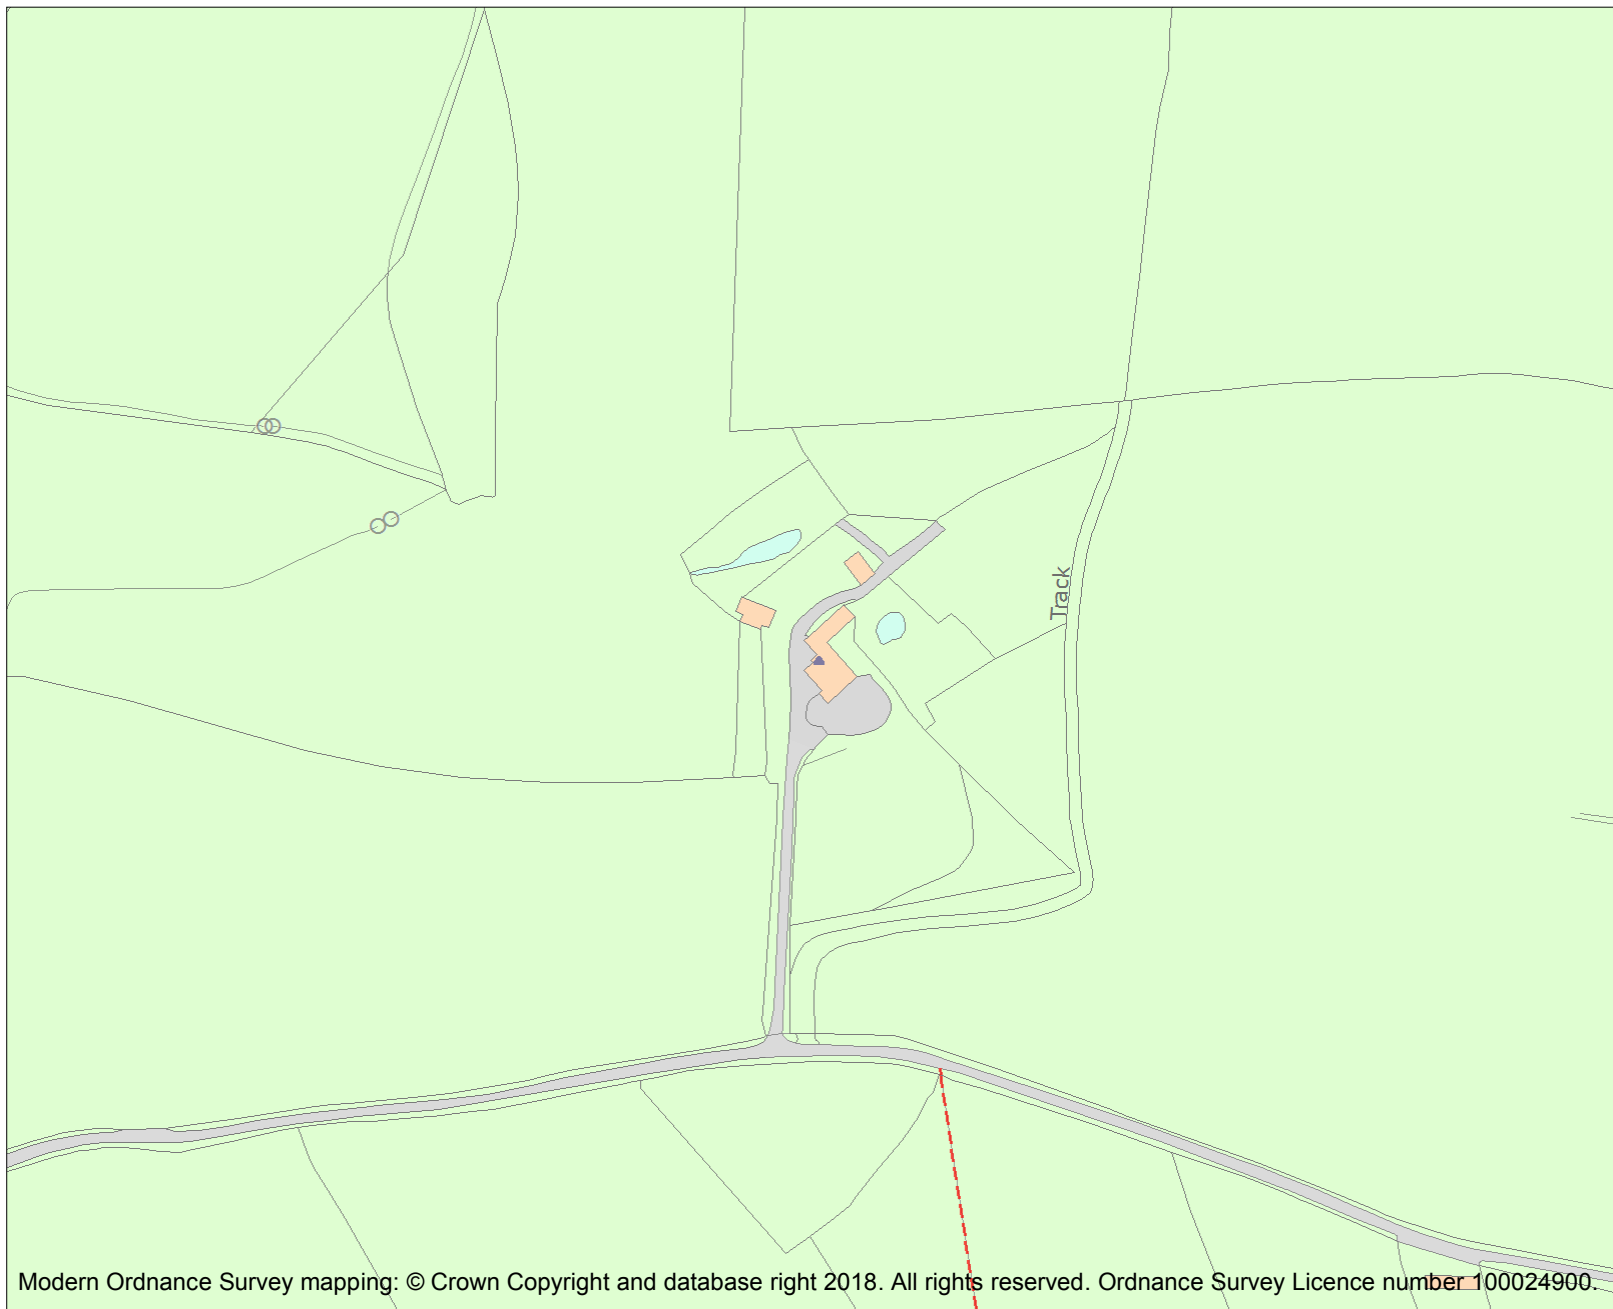 Track
Modern Ordnance Survey mapping: © Crown Copyright and database right 2018. All rights reserved. Ordnance Survey Licence number 100024900.